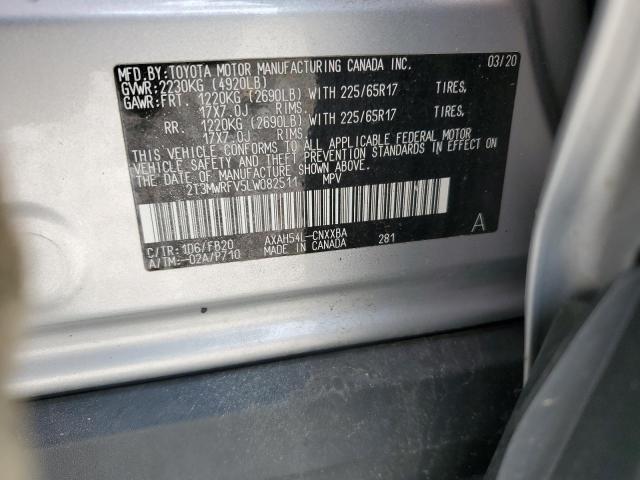 MFD.BY:TOYOTA MOTOR MANUFACTURING CANADA INC. 03/20
GVWR:2230KG (4920LB)
GAWR:FRT. 1220KG (2690LB) WITH 225/65R17 TIRES,
17X7.0J RIMS,
RR. 1220KG (2690LB) WITH 225/65R17 TIRES,
17X7.0J RIMS,
THIS VEHICLE CONFORMS TO ALL APPLICABLE FEDERAL MOTOR
VEHICLE SAFETY AND THEFT PREVENTION STANDARDS IN EFFECT
ON THE DATE OF MANUFACTURE SHOWN ABOVE.
2T3MWRFV5LW082511 MPV
C/TR:1D6/FB20 AXAH54L-CNXXBA 281 A
A/TM:-02A/P710 MADE IN CANADA